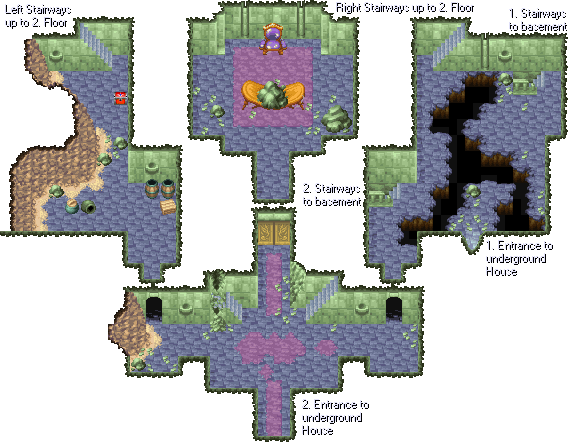 Left Stairways
up to 2. Floor
Right Stairways up to 2. Floor
1. Stairways
to basement
2. Stairways
to basement
1. Entrance to
underground
House
2. Entrance to
underground
House